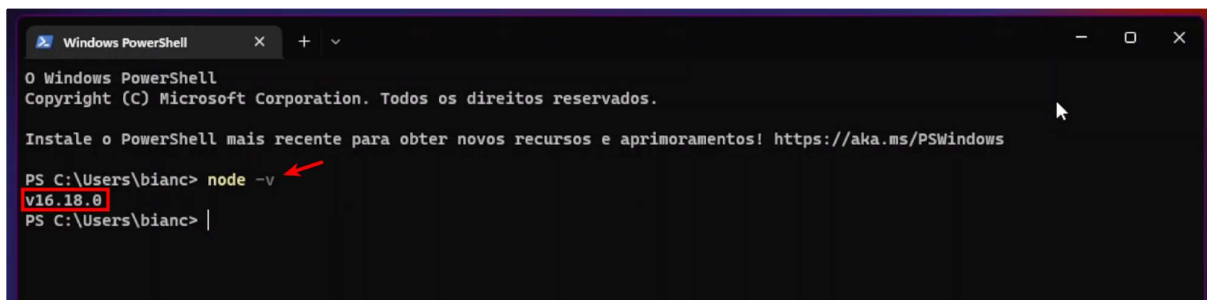 Windows PowerShell
O Windows PowerShell
Copyright (C) Microsoft Corporation. Todos os direitos reservados.
Instale o PowerShell mais recente para obter novos recursos e aprimoramentos! https://aka.ms/PSWindows
PS C:\Users\bianc> node -v
v16.18.0
PS C:\Users\bianc>